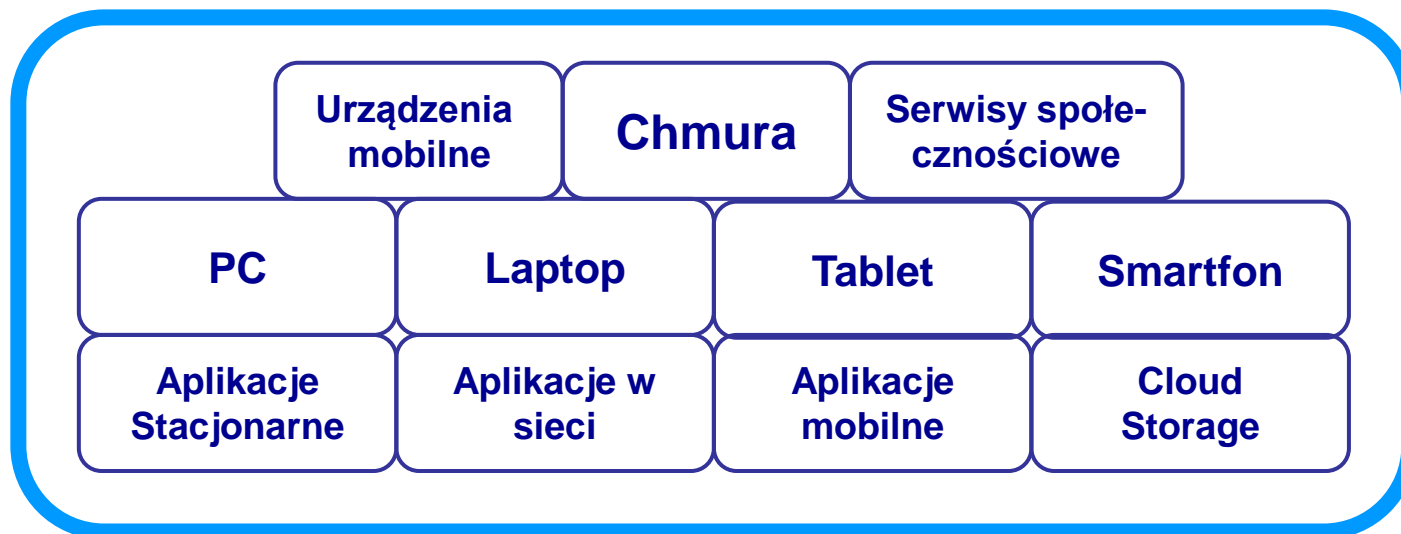 Urządzenia
mobilne
Chmura
Serwisy społe-
cznościowe
PC
Laptop
Tablet
Smartfon
Aplikacje
Stacjonarne
Aplikacje w
sieci
Aplikacje
mobilne
Cloud
Storage